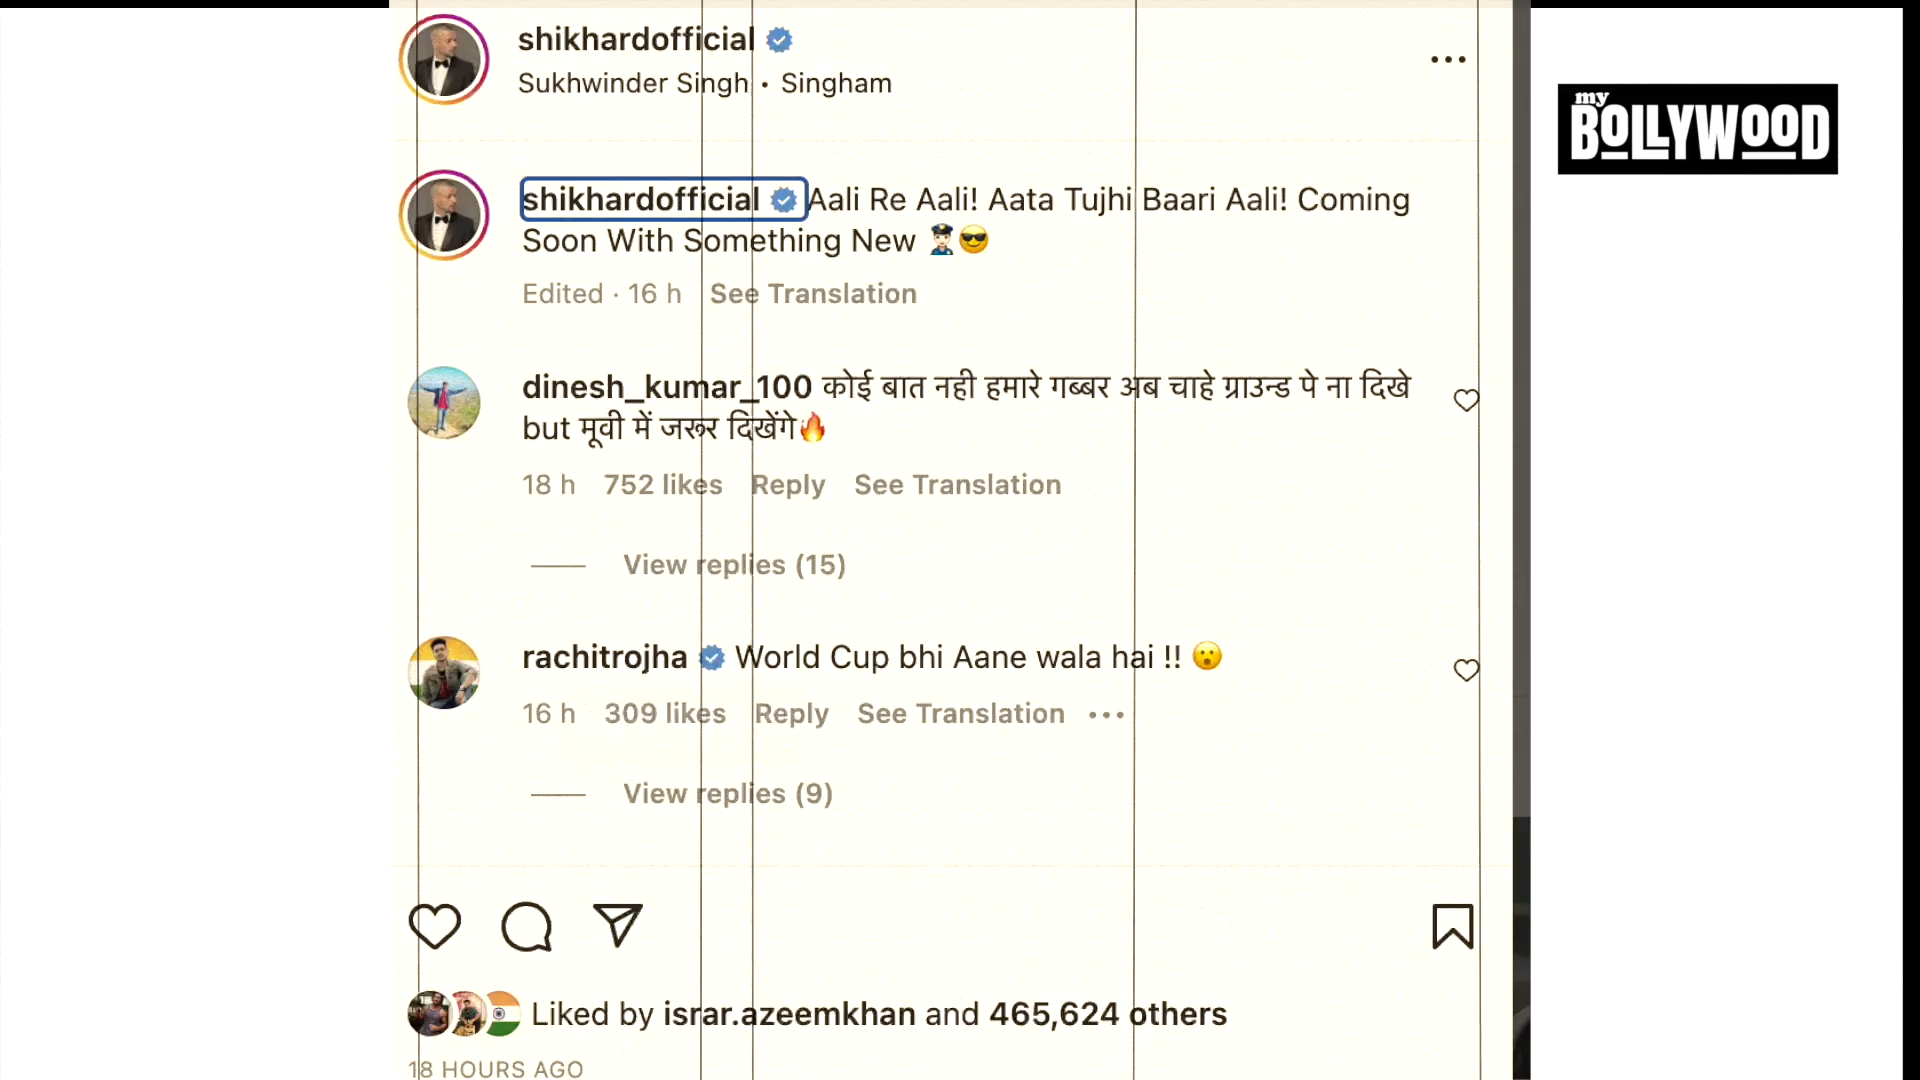 shikhardofficial
Sukhwinder Singh • Singham
my
BOLLYWOOD
shikhardofficial Aali Re Aali! Aata Tujhi Baari Aali! Coming
Soon With Something New 👮🏻😎
Edited · 16 h See Translation
dinesh_kumar_100 कोई बात नही हमारे गब्बर अब चाहे ग्राउन्ड पे ना दिखे
but मूवी में जरूर दिखेंगे🔥
18 h 752 likes Reply See Translation
View replies (15)
rachitrojha World Cup bhi Aane wala hai !! 😮
16 h 309 likes Reply See Translation •••
View replies (9)
Liked by israr.azeemkhan and 465,624 others
18 HOURS AGO